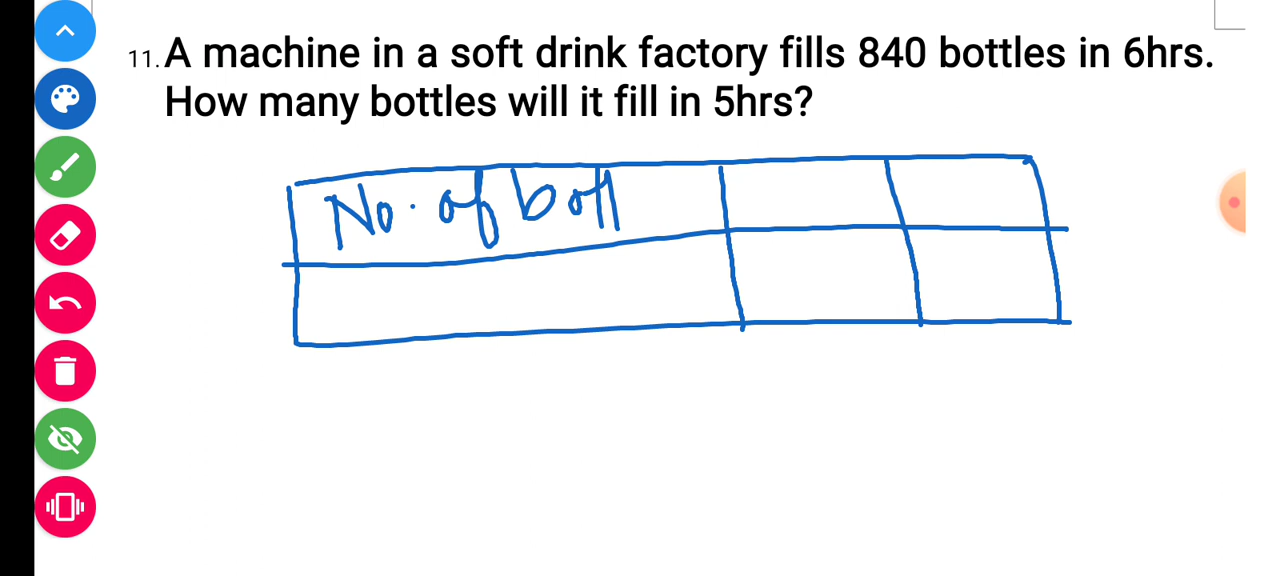 11. A machine in a soft drink factory fills 840 bottles in 6hrs.
How many bottles will it fill in 5hrs?
No. of bott